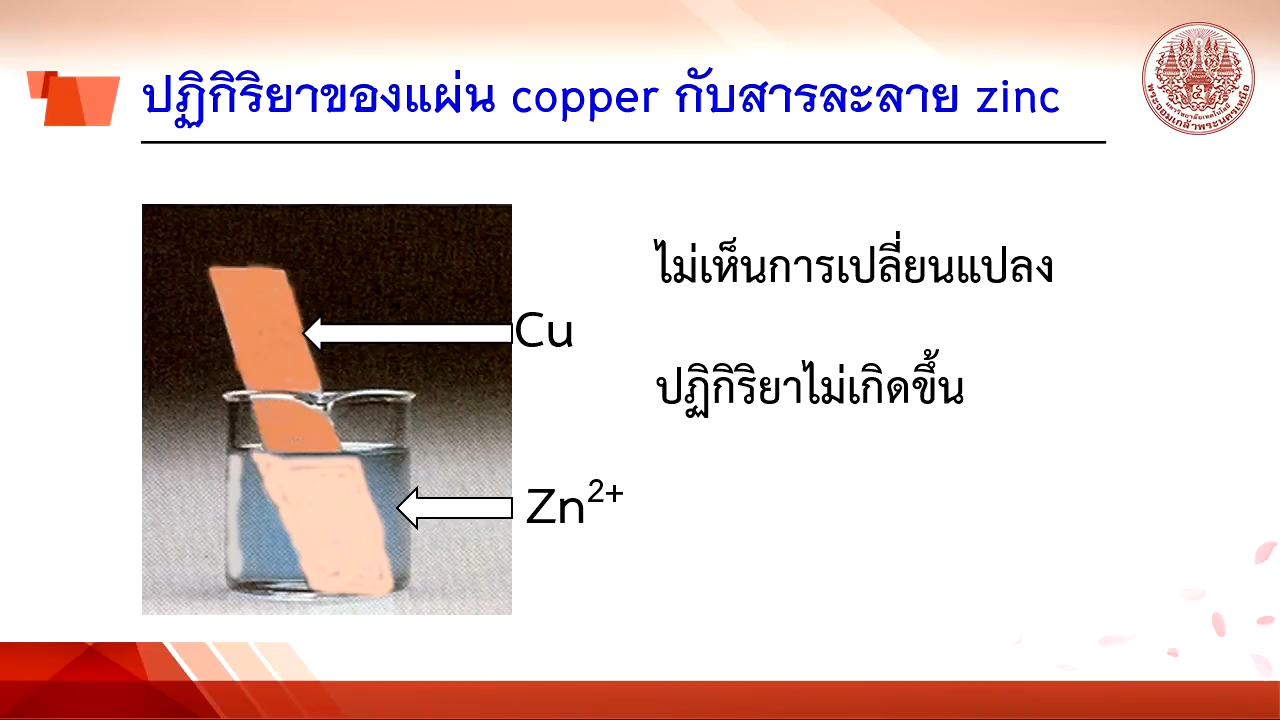 ปฏิกิริยาของแผ่น copper กับสารละลาย zinc
ไม่เห็นการเปลี่ยนแปลง
Cu
ปฏิกิริยาไม่เกิดขึ้น
Zn²⁺